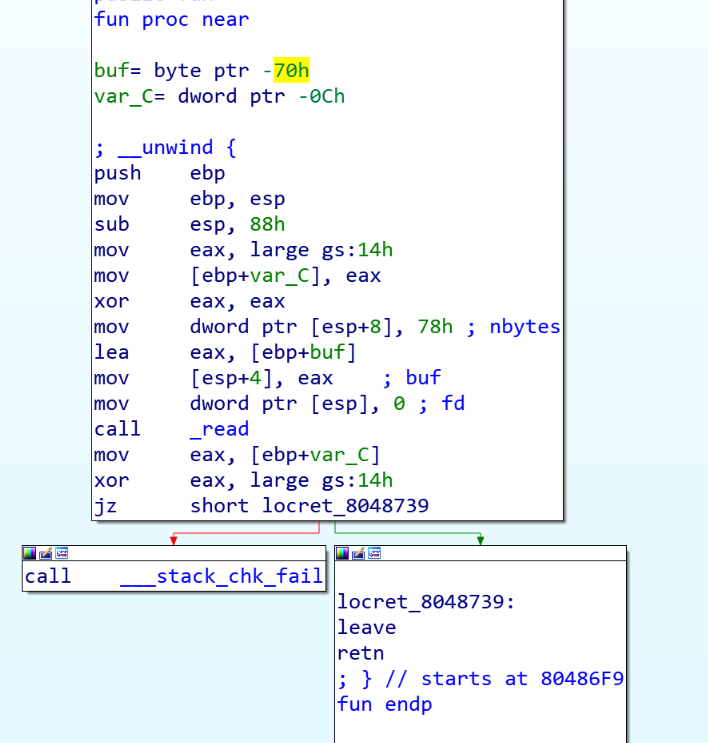 fun proc near
buf= byte ptr -70h
var_C= dword ptr -0Ch
; __unwind {
push ebp
mov ebp, esp
sub esp, 88h
mov eax, large gs:14h
mov [ebp+var_C], eax
xor eax, eax
mov dword ptr [esp+8], 78h ; nbytes
lea eax, [ebp+buf]
mov [esp+4], eax ; buf
mov dword ptr [esp], 0 ; fd
call _read
mov eax, [ebp+var_C]
xor eax, large gs:14h
jz short locret_8048739
call ___stack_chk_fail
locret_8048739:
leave
retn
; } // starts at 80486F9
fun endp